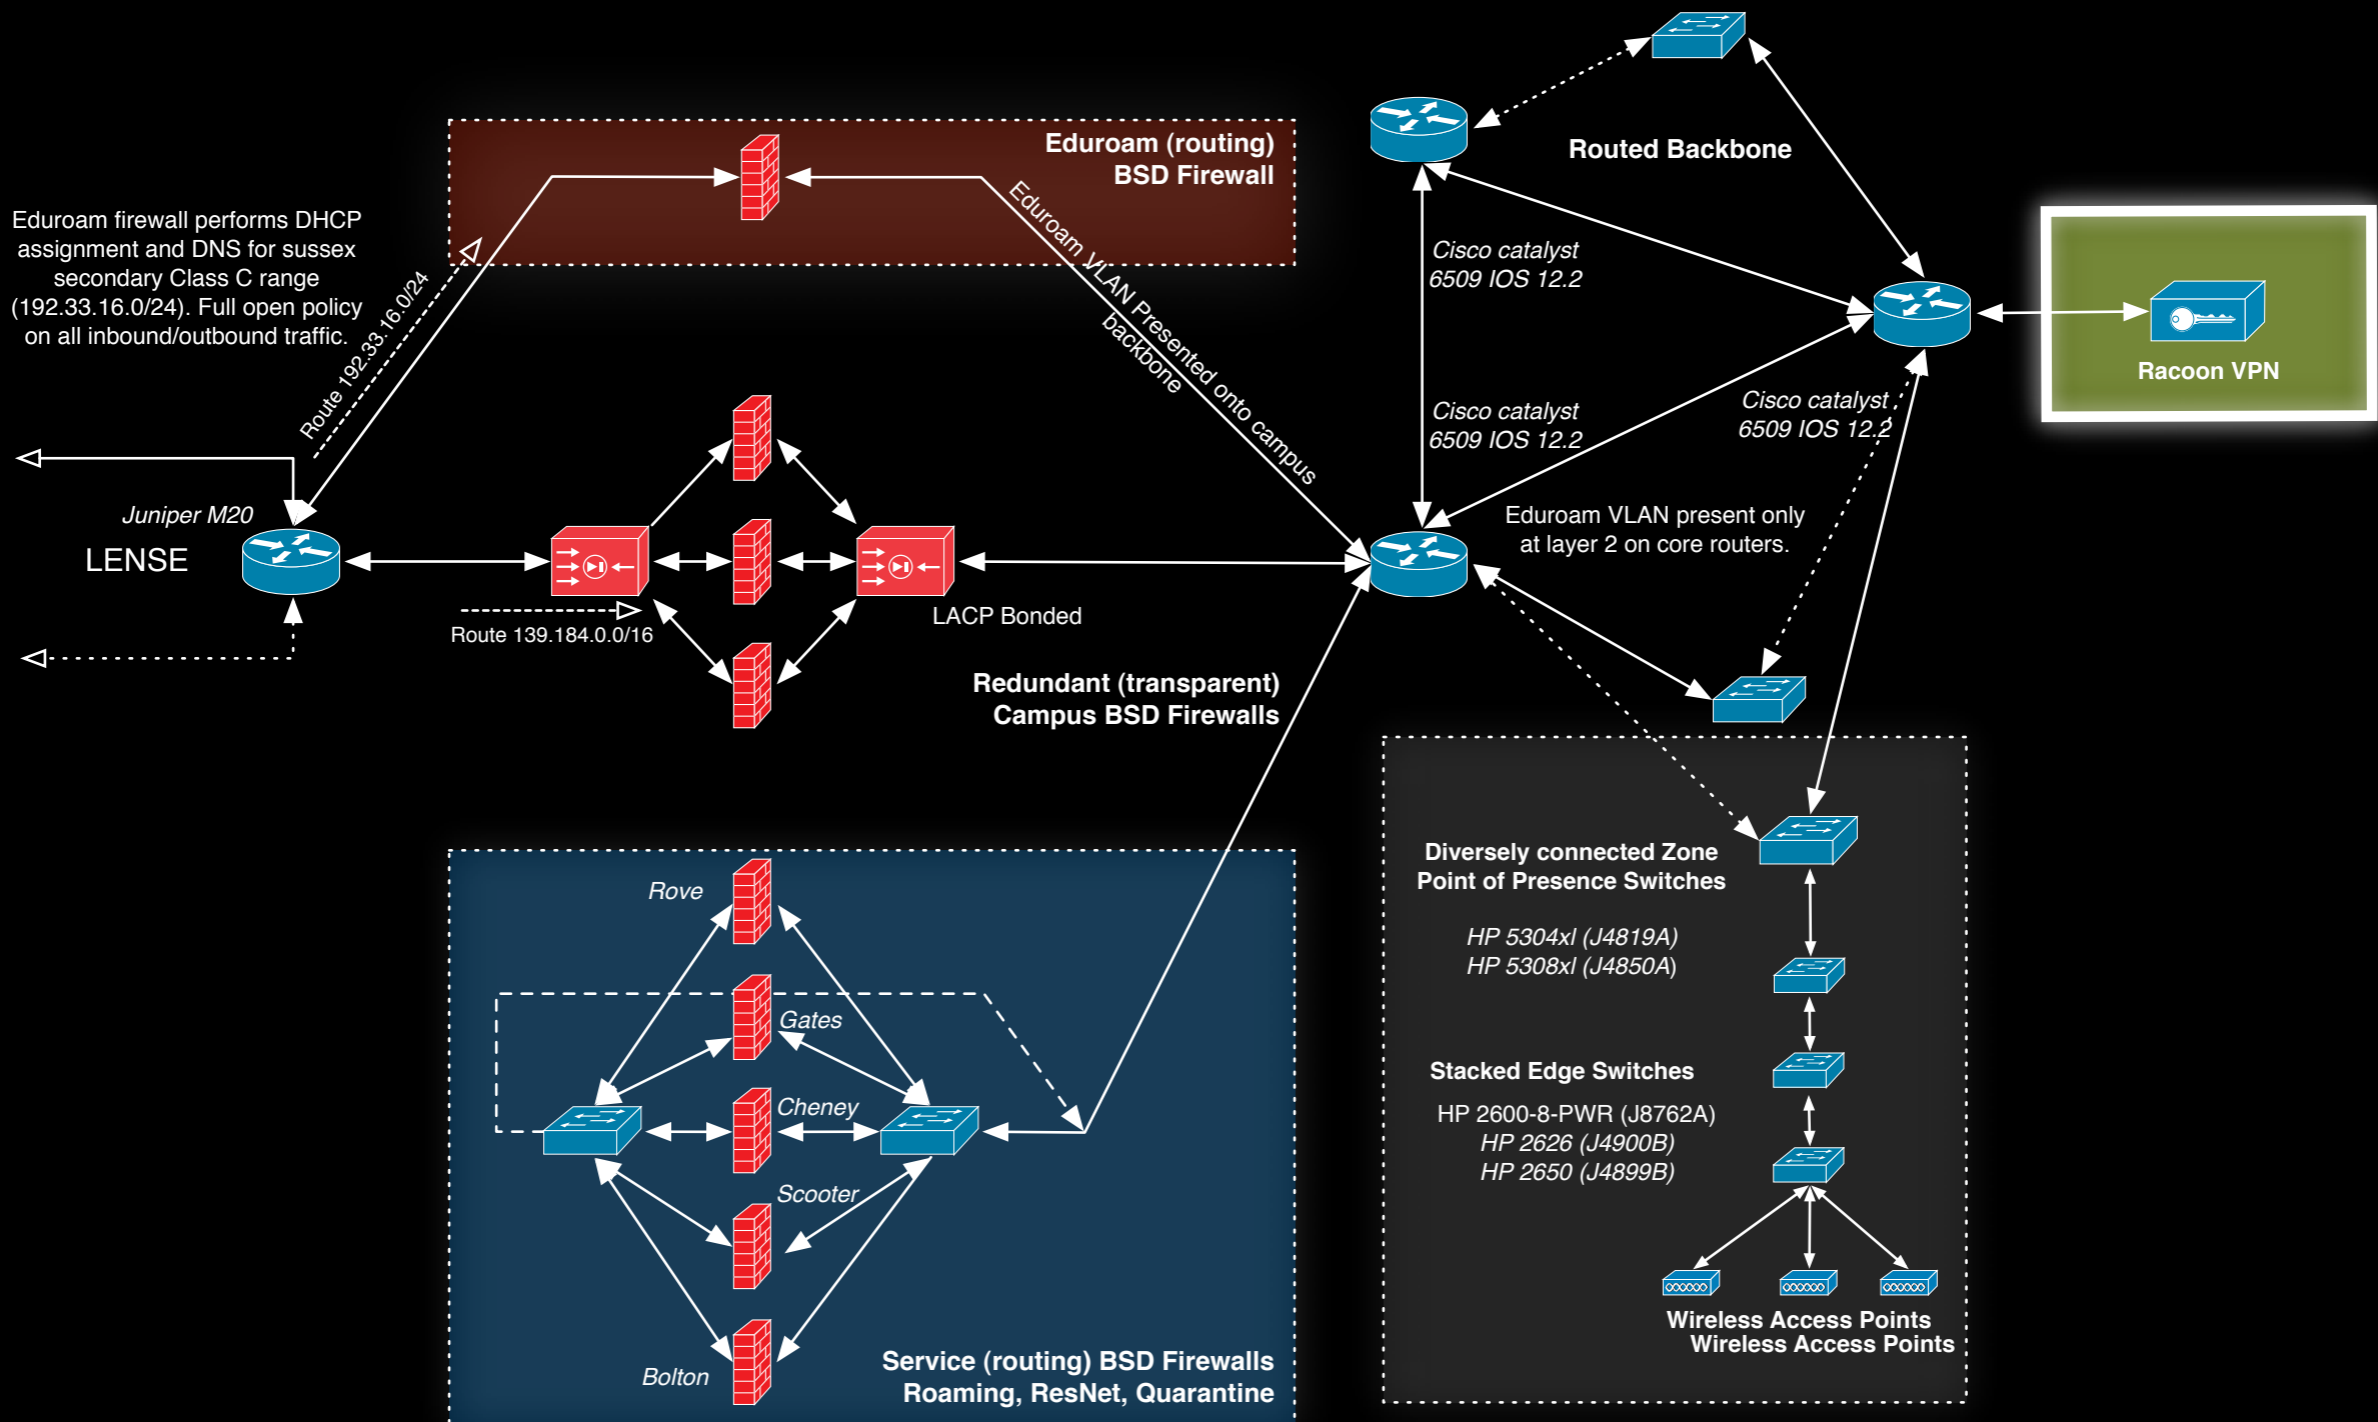 Eduroam (routing)
BSD Firewall
Routed Backbone
Eduroam firewall performs DHCP
assignment and DNS for sussex
secondary Class C range
(192.33.16.0/24). Full open policy
on all inbound/outbound traffic.
Route 192.33.16.0/24
Eduroam VLAN Presented onto campus
backbone
Cisco catalyst
6509 IOS 12.2
Racoon VPN
Cisco catalyst
6509 IOS 12.2
Cisco catalyst
6509 IOS 12.2
Juniper M20
LENSE
Eduroam VLAN present only
at layer 2 on core routers.
LACP Bonded
Route 139.184.0.0/16
Redundant (transparent)
Campus BSD Firewalls
Diversely connected Zone
Point of Presence Switches
HP 5304xl (J4819A)
HP 5308xl (J4850A)
Stacked Edge Switches
HP 2600-8-PWR (J8762A)
HP 2626 (J4900B)
HP 2650 (J4899B)
Wireless Access Points
Wireless Access Points
Rove
Gates
Cheney
Scooter
Bolton
Service (routing) BSD Firewalls
Roaming, ResNet, Quarantine